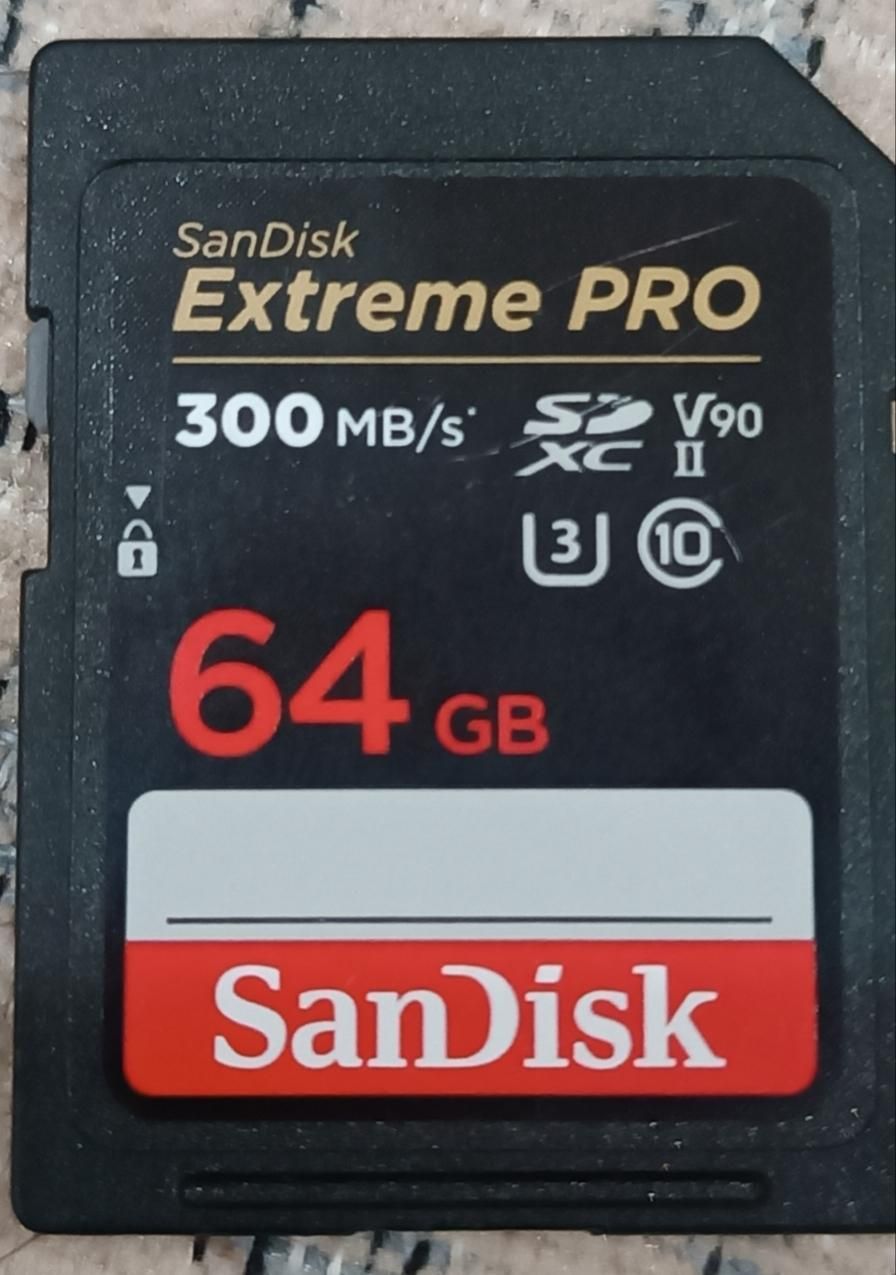 SanDisk
Extreme PRO
300 MB/s*
SD XC V90 II
3 10
64 GB
SanDisk